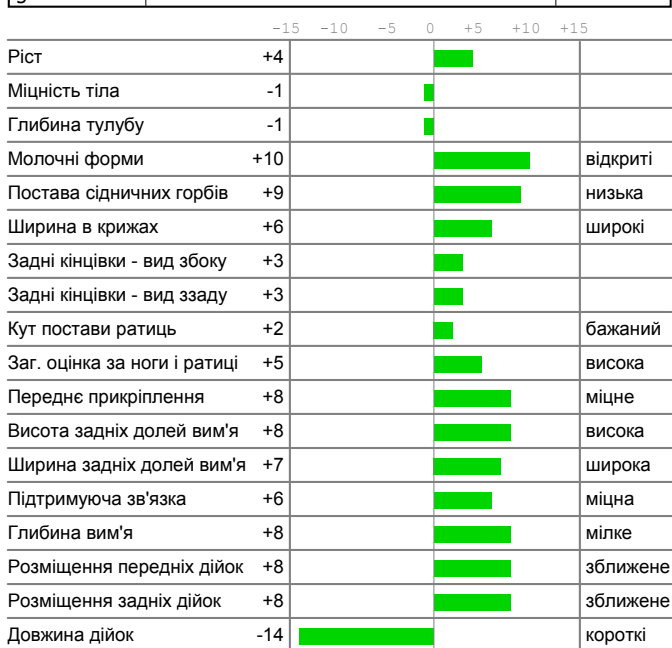 -15 -10 -5 0 +5 +10 +15
Ріст +4
Міцність тіла -1
Глибина тулубу -1
Молочні форми +10 відкриті
Постава сідничних горбів +9 низька
Ширина в крижах +6 широкі
Задні кінцівки - вид збоку +3
Задні кінцівки - вид ззаду +3
Кут постави ратиць +2 бажаний
Заг. оцінка за ноги і ратиці +5 висока
Переднє прикріплення +8 міцне
Висота задніх долей вим'я +8 висока
Ширина задніх долей вим'я +7 широка
Підтримуюча зв'язка +6 міцна
Глибина вим'я +8 мілке
Розміщення передніх дійок +8 зближене
Розміщення задніх дійок +8 зближене
Довжина дійок -14 короткі